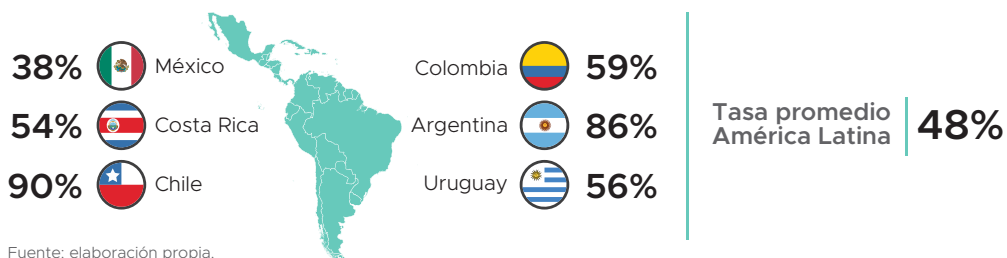 38% México
54% Costa Rica
90% Chile
Colombia 59%
Argentina 86%
Uruguay 56%
Tasa promedio
América Latina
48%
Fuente: elaboración propia.